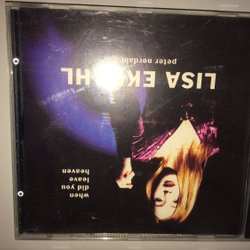 when
did you
leave
heaven
LISA EKDAHL
peter nordahl trio